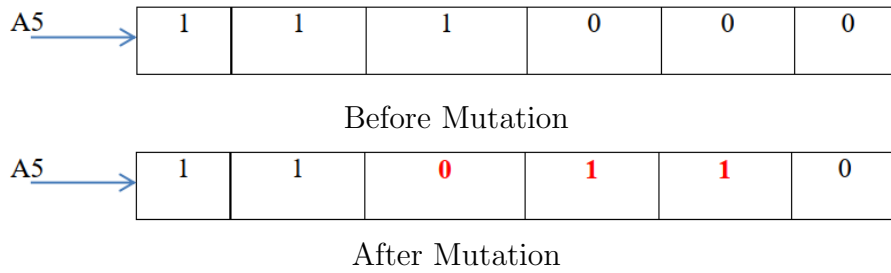 A5 1 1 1 0 0 0
Before Mutation
A5 1 1 0 1 1 0
After Mutation